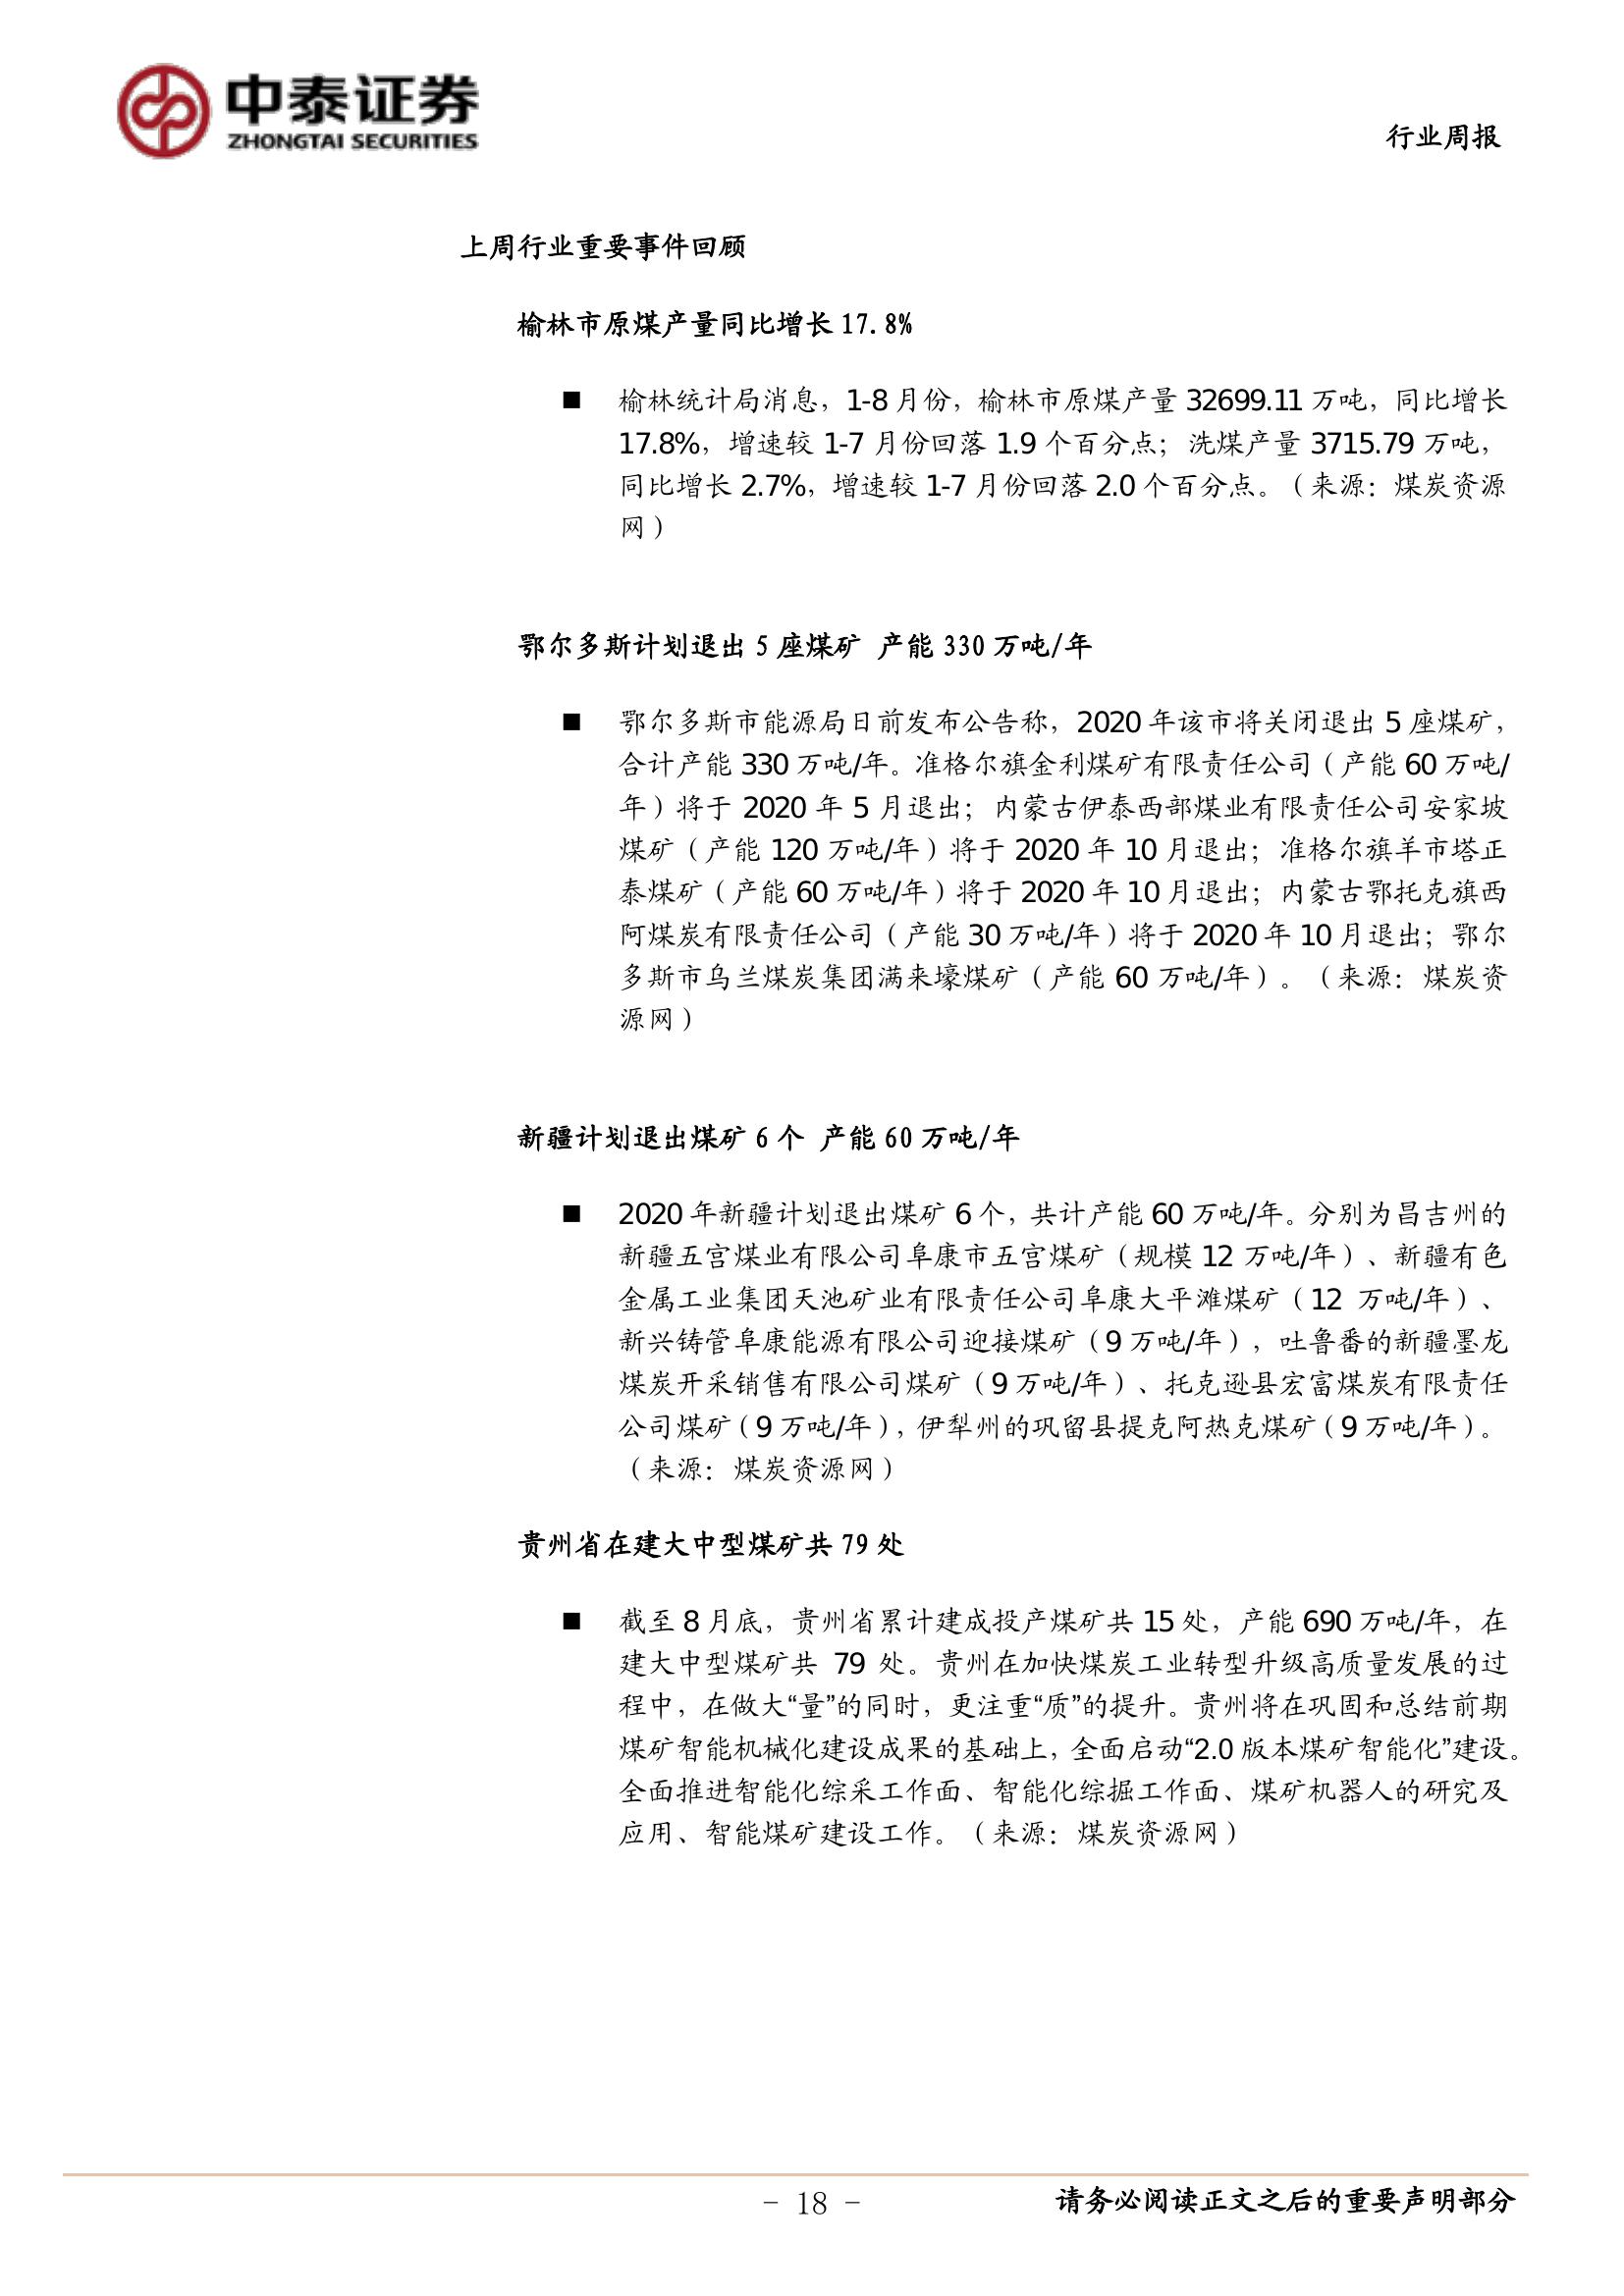 中泰证券
ZHONGTAI SECURITIES
行业周报
上周行业重要事件回顾
榆林市原煤产量同比增长 17.8%
■ 榆林统计局消息，1-8 月份，榆林市原煤产量 32699.11 万吨，同比增长
17.8%，增速较 1-7 月份回落 1.9 个百分点；洗煤产量 3715.79 万吨，
同比增长 2.7%，增速较 1-7 月份回落 2.0 个百分点。（来源：煤炭资源
网）
鄂尔多斯计划退出 5 座煤矿 产能 330 万吨/年
■ 鄂尔多斯市能源局日前发布公告称，2020 年该市将关闭退出 5 座煤矿，
合计产能 330 万吨/年。准格尔旗金利煤矿有限责任公司（产能 60 万吨/
年）将于 2020 年 5 月退出；内蒙古伊泰西部煤业有限责任公司安家坡
煤矿（产能 120 万吨/年）将于 2020 年 10 月退出；准格尔旗羊市塔正
泰煤矿（产能 60 万吨/年）将于 2020 年 10 月退出；内蒙古鄂托克旗西
阿煤炭有限责任公司（产能 30 万吨/年）将于 2020 年 10 月退出；鄂尔
多斯市乌兰煤炭集团满来壕煤矿（产能 60 万吨/年）。（来源：煤炭资
源网）
新疆计划退出煤矿 6 个 产能 60 万吨/年
■ 2020 年新疆计划退出煤矿 6 个，共计产能 60 万吨/年。分别为昌吉州的
新疆五宫煤业有限公司阜康市五宫煤矿（规模 12 万吨/年）、新疆有色
金属工业集团天池矿业有限责任公司阜康大平滩煤矿（12 万吨/年）、
新兴铸管阜康能源有限公司迎接煤矿（9 万吨/年），吐鲁番的新疆墨龙
煤炭开采销售有限公司煤矿（9 万吨/年）、托克逊县宏富煤炭有限责任
公司煤矿（9 万吨/年），伊犁州的巩留县提克阿热克煤矿（9 万吨/年）。
（来源：煤炭资源网）
贵州省在建大中型煤矿共 79 处
■ 截至 8 月底，贵州省累计建成投产煤矿共 15 处，产能 690 万吨/年，在
建大中型煤矿共 79 处。贵州在加快煤炭工业转型升级高质量发展的过
程中，在做大“量”的同时，更注重“质”的提升。贵州将在巩固和总结前期
煤矿智能机械化建设成果的基础上，全面启动“2.0 版本煤矿智能化”建设。
全面推进智能化综采工作面、智能化综掘工作面、煤矿机器人的研究及
应用、智能煤矿建设工作。（来源：煤炭资源网）
- 18 -
请务必阅读正文之后的重要声明部分